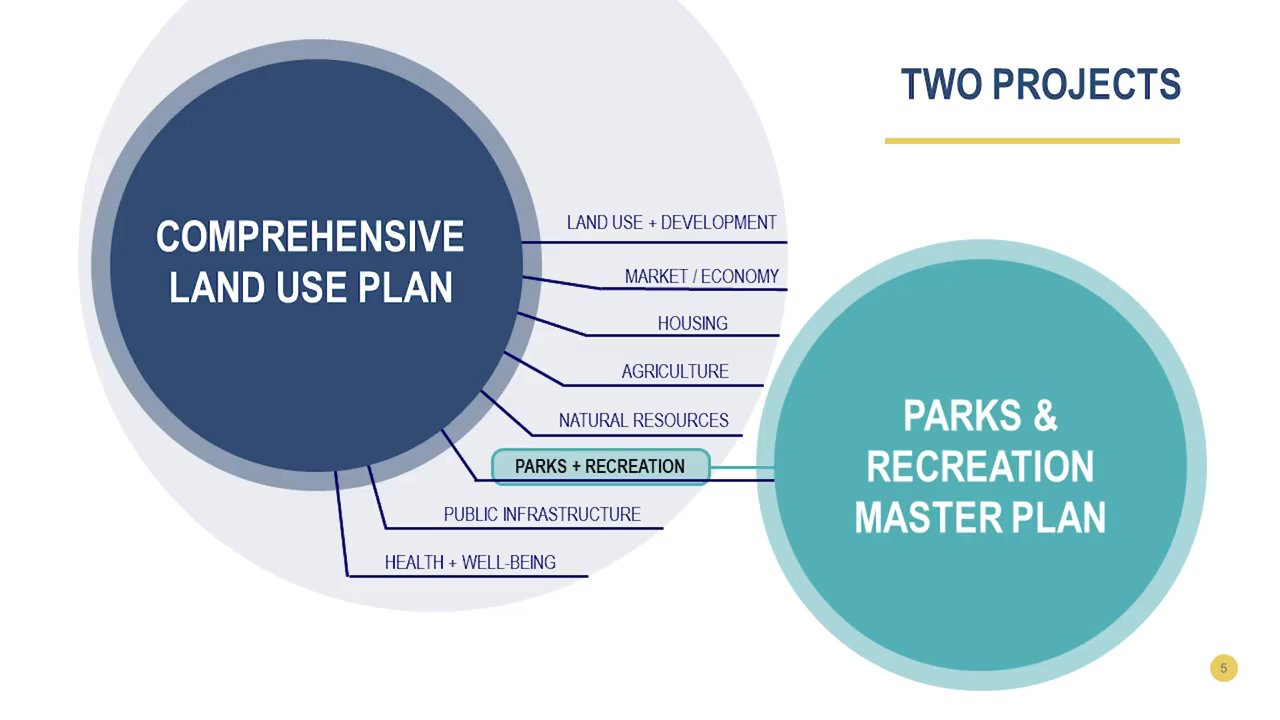 TWO PROJECTS
COMPREHENSIVE
LAND USE PLAN
LAND USE + DEVELOPMENT
MARKET / ECONOMY
HOUSING
AGRICULTURE
NATURAL RESOURCES
PARKS + RECREATION
PUBLIC INFRASTRUCTURE
HEALTH + WELL-BEING
PARKS &
RECREATION
MASTER PLAN
5